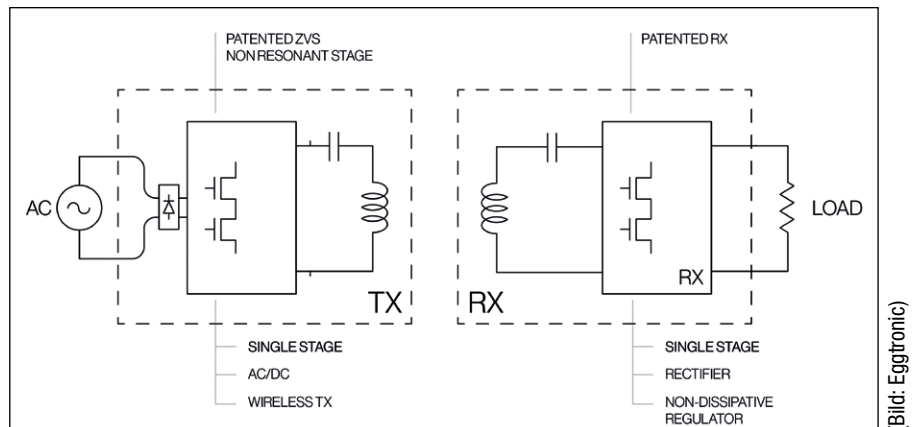 PATENTED ZVS
NON RESONANT STAGE
PATENTED RX
AC
LOAD
RX
TX
RX
SINGLE STAGE
AC/DC
WIRELESS TX
SINGLE STAGE
RECTIFIER
NON-DISSIPATIVE
REGULATOR
(Bild: Eggtronic)